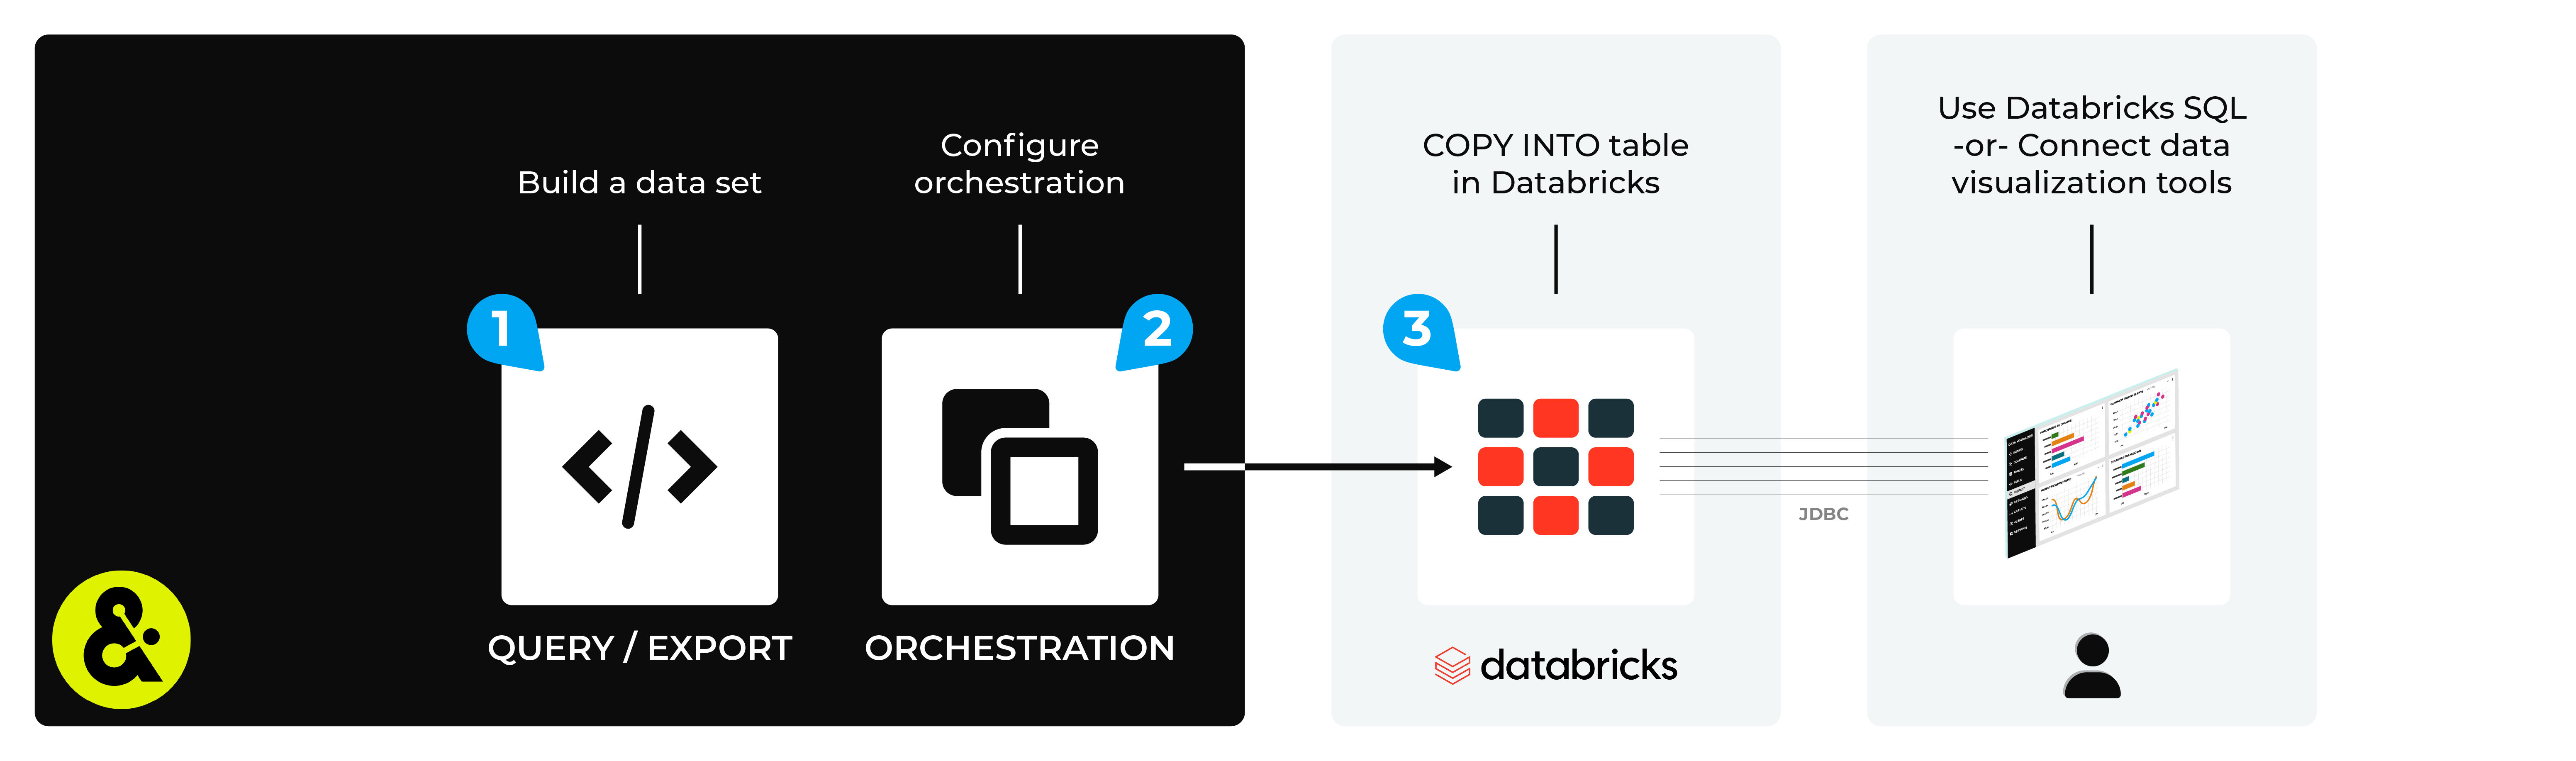 Build a data set
Configure
orchestration
COPY INTO table
in Databricks
Use Databricks SQL
-or- Connect data
visualization tools
1
2
3
JDBC
QUERY / EXPORT
ORCHESTRATION
databricks
&